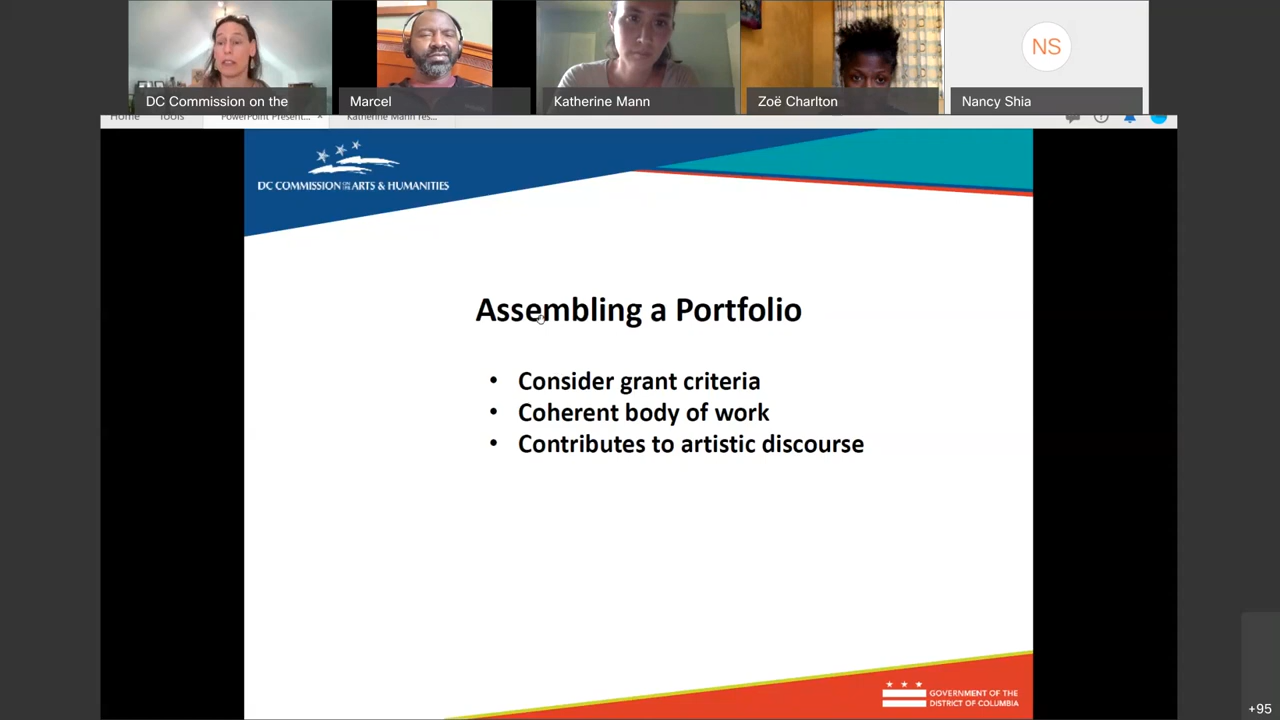 NS
DC Commission on the
Marcel
Katherine Mann
Zoë Charlton
Nancy Shia
Home
Tools
PowerPoint Present...
Katherine Mann res...
DC COMMISSION ON THE ARTS & HUMANITIES
Assembling a Portfolio
• Consider grant criteria
• Coherent body of work
• Contributes to artistic discourse
GOVERNMENT OF THE
DISTRICT OF COLUMBIA
+95